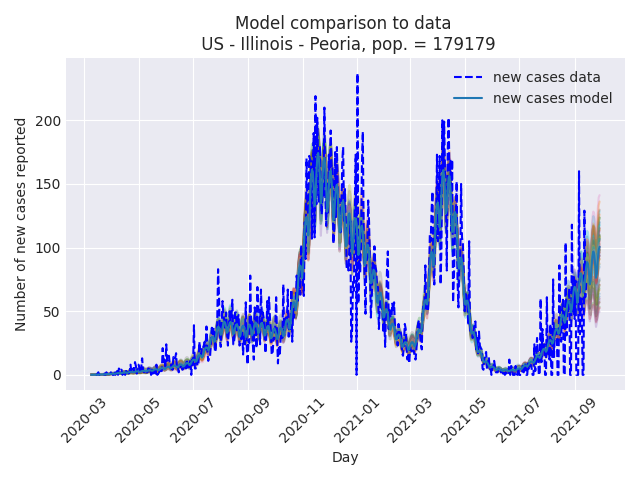 Model comparison to data
US - Illinois - Peoria, pop. = 179179
new cases data
new cases model
Number of new cases reported
200
150
100
50
0
2020-03
2020-05
2020-07
2020-09
2020-11
2021-01
2021-03
2021-05
2021-07
2021-09
Day